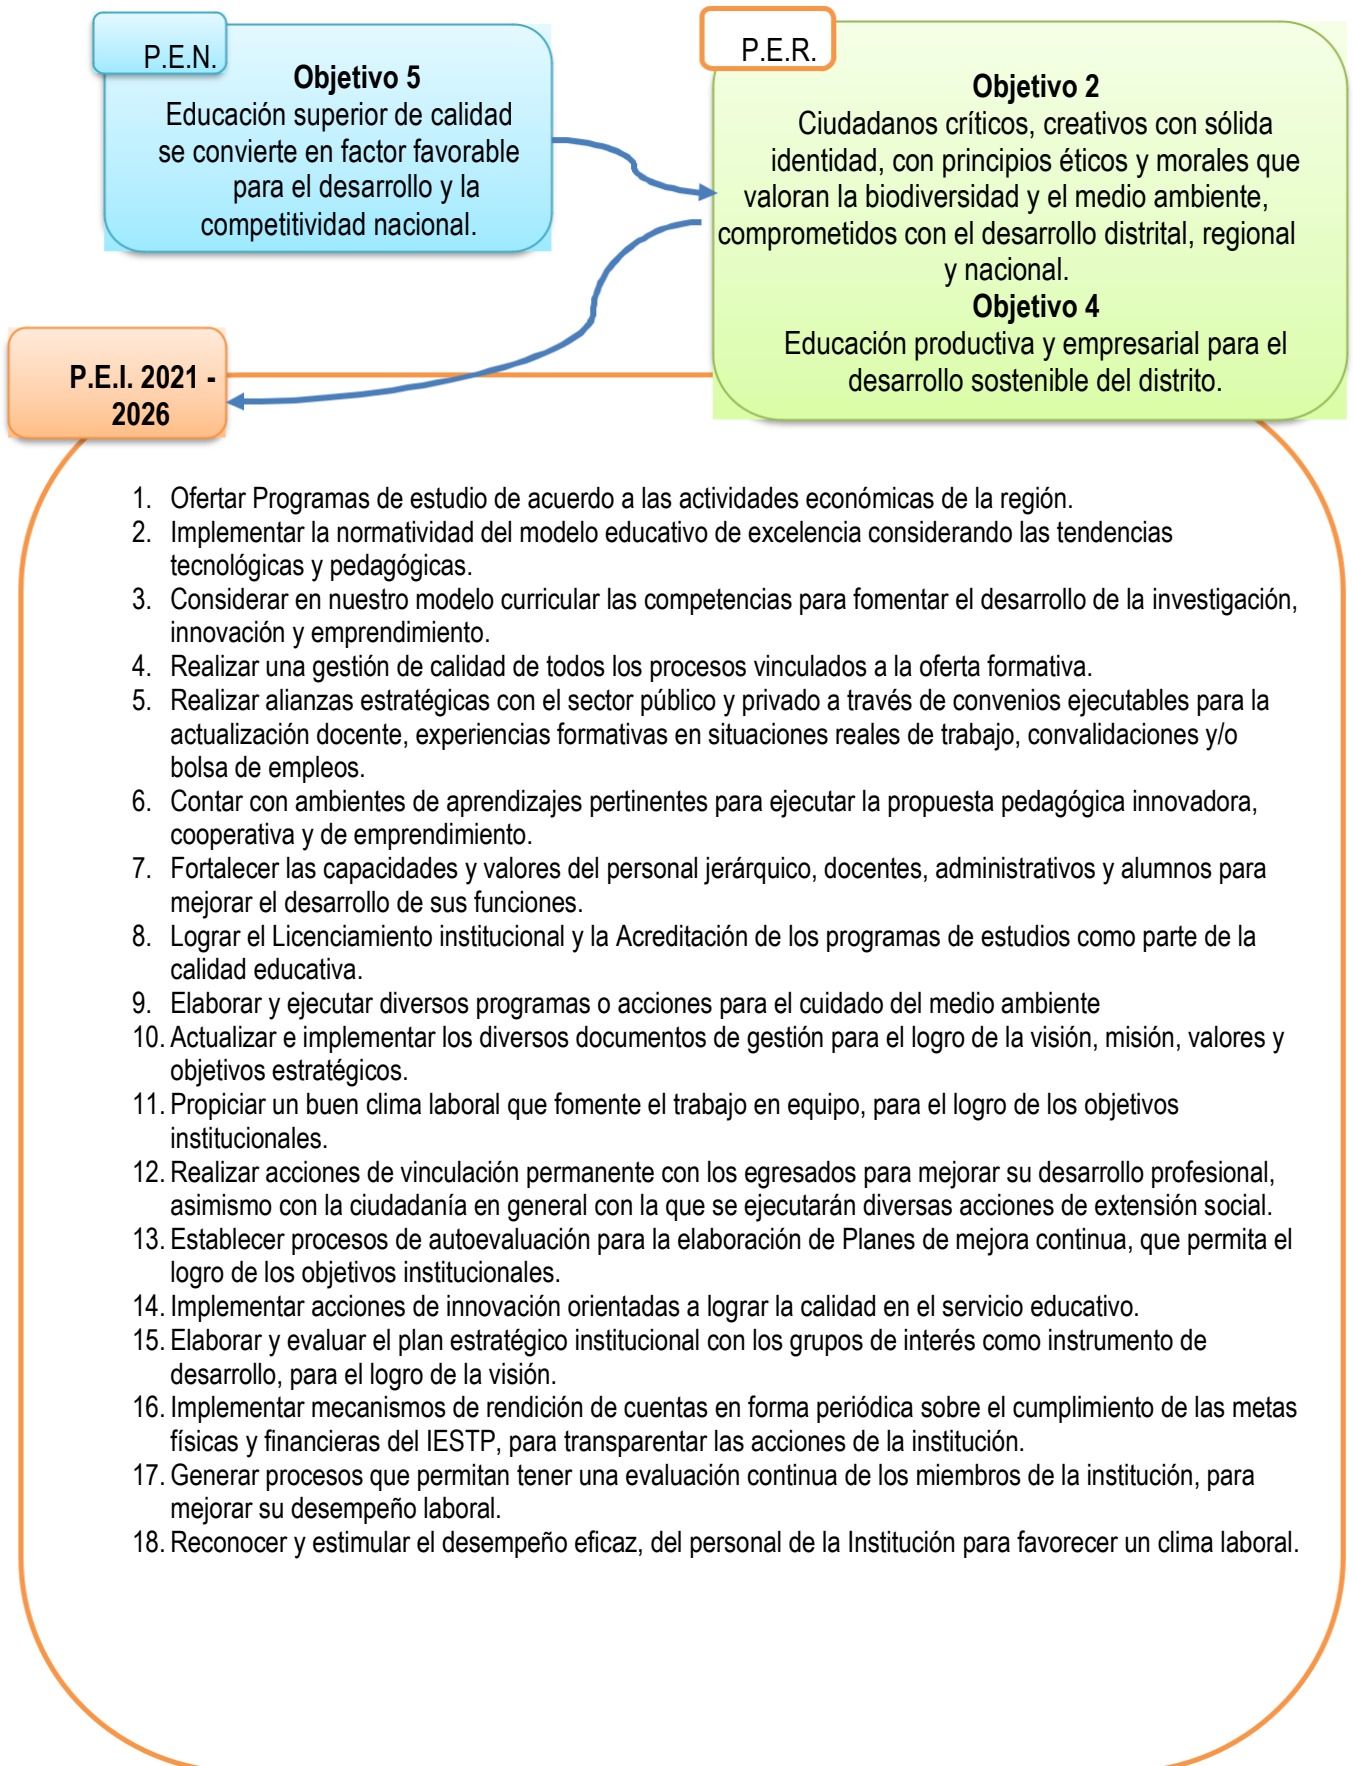 P.E.N.
Objetivo 5
Educación superior de calidad
se convierte en factor favorable
para el desarrollo y la
competitividad nacional.
P.E.R.
Objetivo 2
Ciudadanos críticos, creativos con sólida
identidad, con principios éticos y morales que
valoran la biodiversidad y el medio ambiente,
comprometidos con el desarrollo distrital, regional
y nacional.
Objetivo 4
Educación productiva y empresarial para el
desarrollo sostenible del distrito.
P.E.I. 2021 -
2026
1. Ofertar Programas de estudio de acuerdo a las actividades económicas de la región.
2. Implementar la normatividad del modelo educativo de excelencia considerando las tendencias
tecnológicas y pedagógicas.
3. Considerar en nuestro modelo curricular las competencias para fomentar el desarrollo de la investigación,
innovación y emprendimiento.
4. Realizar una gestión de calidad de todos los procesos vinculados a la oferta formativa.
5. Realizar alianzas estratégicas con el sector público y privado a través de convenios ejecutables para la
actualización docente, experiencias formativas en situaciones reales de trabajo, convalidaciones y/o
bolsa de empleos.
6. Contar con ambientes de aprendizajes pertinentes para ejecutar la propuesta pedagógica innovadora,
cooperativa y de emprendimiento.
7. Fortalecer las capacidades y valores del personal jerárquico, docentes, administrativos y alumnos para
mejorar el desarrollo de sus funciones.
8. Lograr el Licenciamiento institucional y la Acreditación de los programas de estudios como parte de la
calidad educativa.
9. Elaborar y ejecutar diversos programas o acciones para el cuidado del medio ambiente
10. Actualizar e implementar los diversos documentos de gestión para el logro de la visión, misión, valores y
objetivos estratégicos.
11. Propiciar un buen clima laboral que fomente el trabajo en equipo, para el logro de los objetivos
institucionales.
12. Realizar acciones de vinculación permanente con los egresados para mejorar su desarrollo profesional,
asimismo con la ciudadanía en general con la que se ejecutarán diversas acciones de extensión social.
13. Establecer procesos de autoevaluación para la elaboración de Planes de mejora continua, que permita el
logro de los objetivos institucionales.
14. Implementar acciones de innovación orientadas a lograr la calidad en el servicio educativo.
15. Elaborar y evaluar el plan estratégico institucional con los grupos de interés como instrumento de
desarrollo, para el logro de la visión.
16. Implementar mecanismos de rendición de cuentas en forma periódica sobre el cumplimiento de las metas
físicas y financieras del IESTP, para transparentar las acciones de la institución.
17. Generar procesos que permitan tener una evaluación continua de los miembros de la institución, para
mejorar su desempeño laboral.
18. Reconocer y estimular el desempeño eficaz, del personal de la Institución para favorecer un clima laboral.